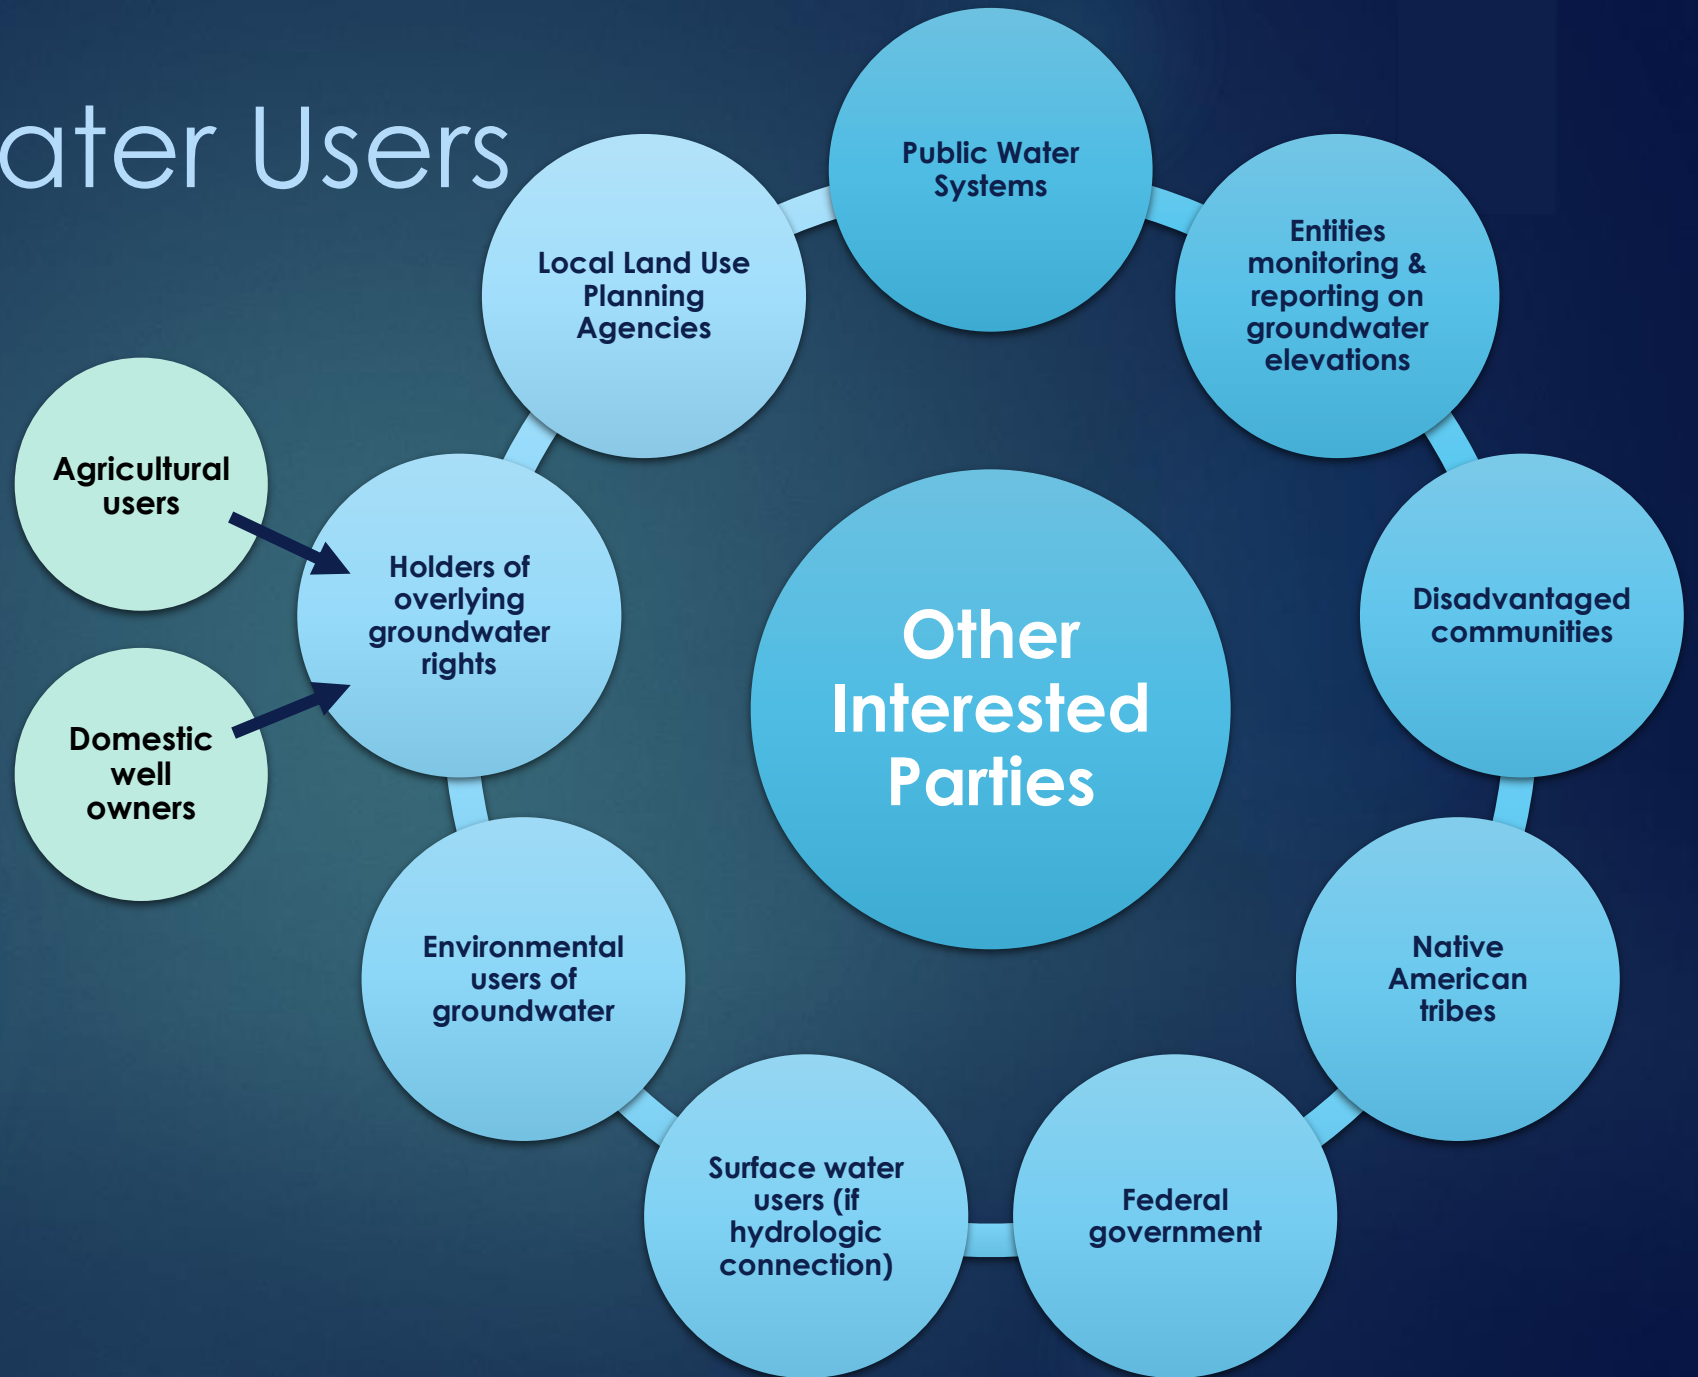 ater Users
Public Water
Systems
Entities
monitoring &
reporting on
groundwater
elevations
Disadvantaged
communities
Native
American
tribes
Federal
government
Surface water
users (if
hydrologic
connection)
Environmental
users of
groundwater
Holders of
overlying
groundwater
rights
Local Land Use
Planning
Agencies
Agricultural
users
Domestic
well
owners
Other
Interested
Parties